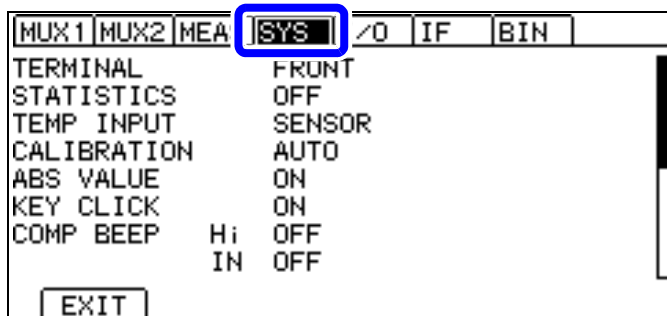 MUX1 MUX2 MEA SYS /O IF BIN
TERMINAL FRONT
STATISTICS OFF
TEMP INPUT SENSOR
CALIBRATION AUTO
ABS VALUE ON
KEY CLICK ON
COMP BEEP Hi OFF
IN OFF
EXIT